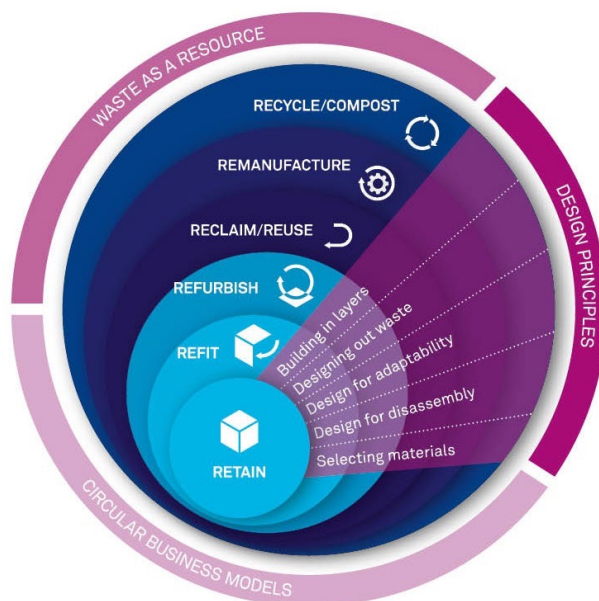 WASTE AS A RESOURCE
RECYCLE/COMPOST
REMANUFACTURE
RECLAIM/REUSE
REFURBISH
REFIT
RETAIN
Building in layers
Designing out waste
Design for adaptability
Design for disassembly
Selecting materials
DESIGN PRINCIPLES
CIRCULAR BUSINESS MODELS